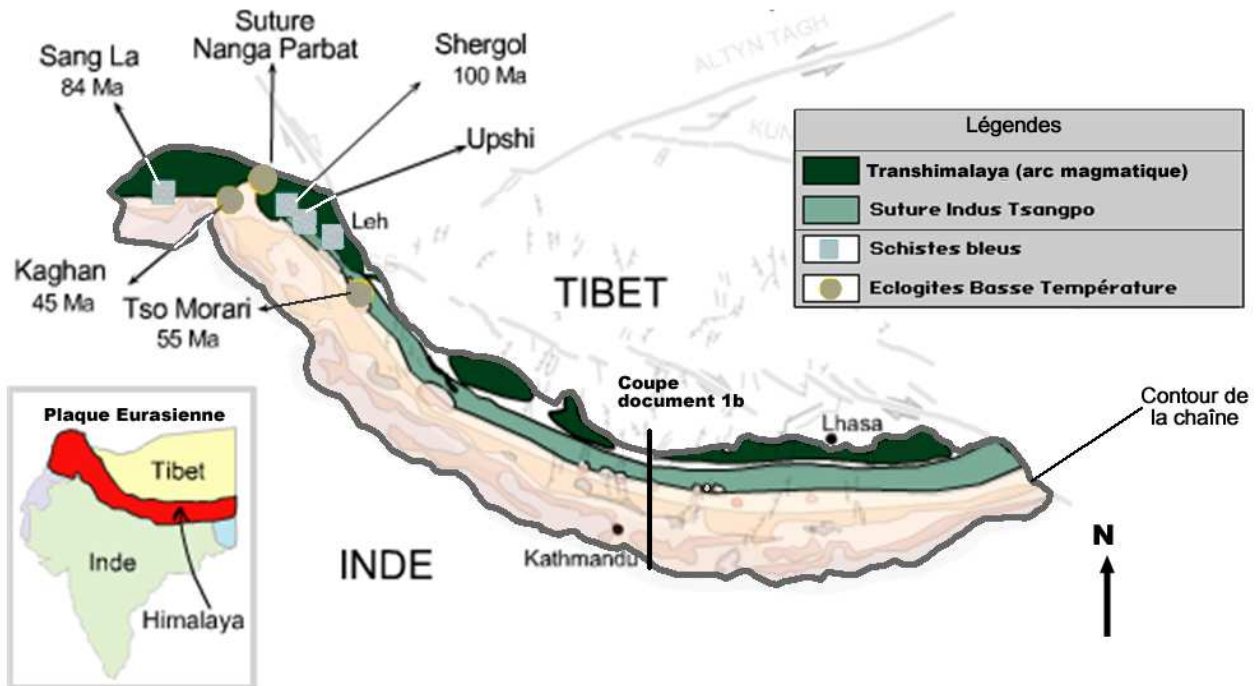 Suture
Nanga Parbat
Sang La
84 Ma
Shergol
100 Ma
Upshi
ALTYN TAGH
KUN
Légendes
Transhimalaya (arc magmatique)
Suture Indus Tsangpo
Schistes bleus
Eclogites Basse Température
Leh
Kaghan
45 Ma
Tso Morari
55 Ma
TIBET
Coupe
document 1b
Lhasa
Contour de
la chaîne
Plaque Eurasienne
Tibet
Inde
Himalaya
INDE
Kathmandu
N